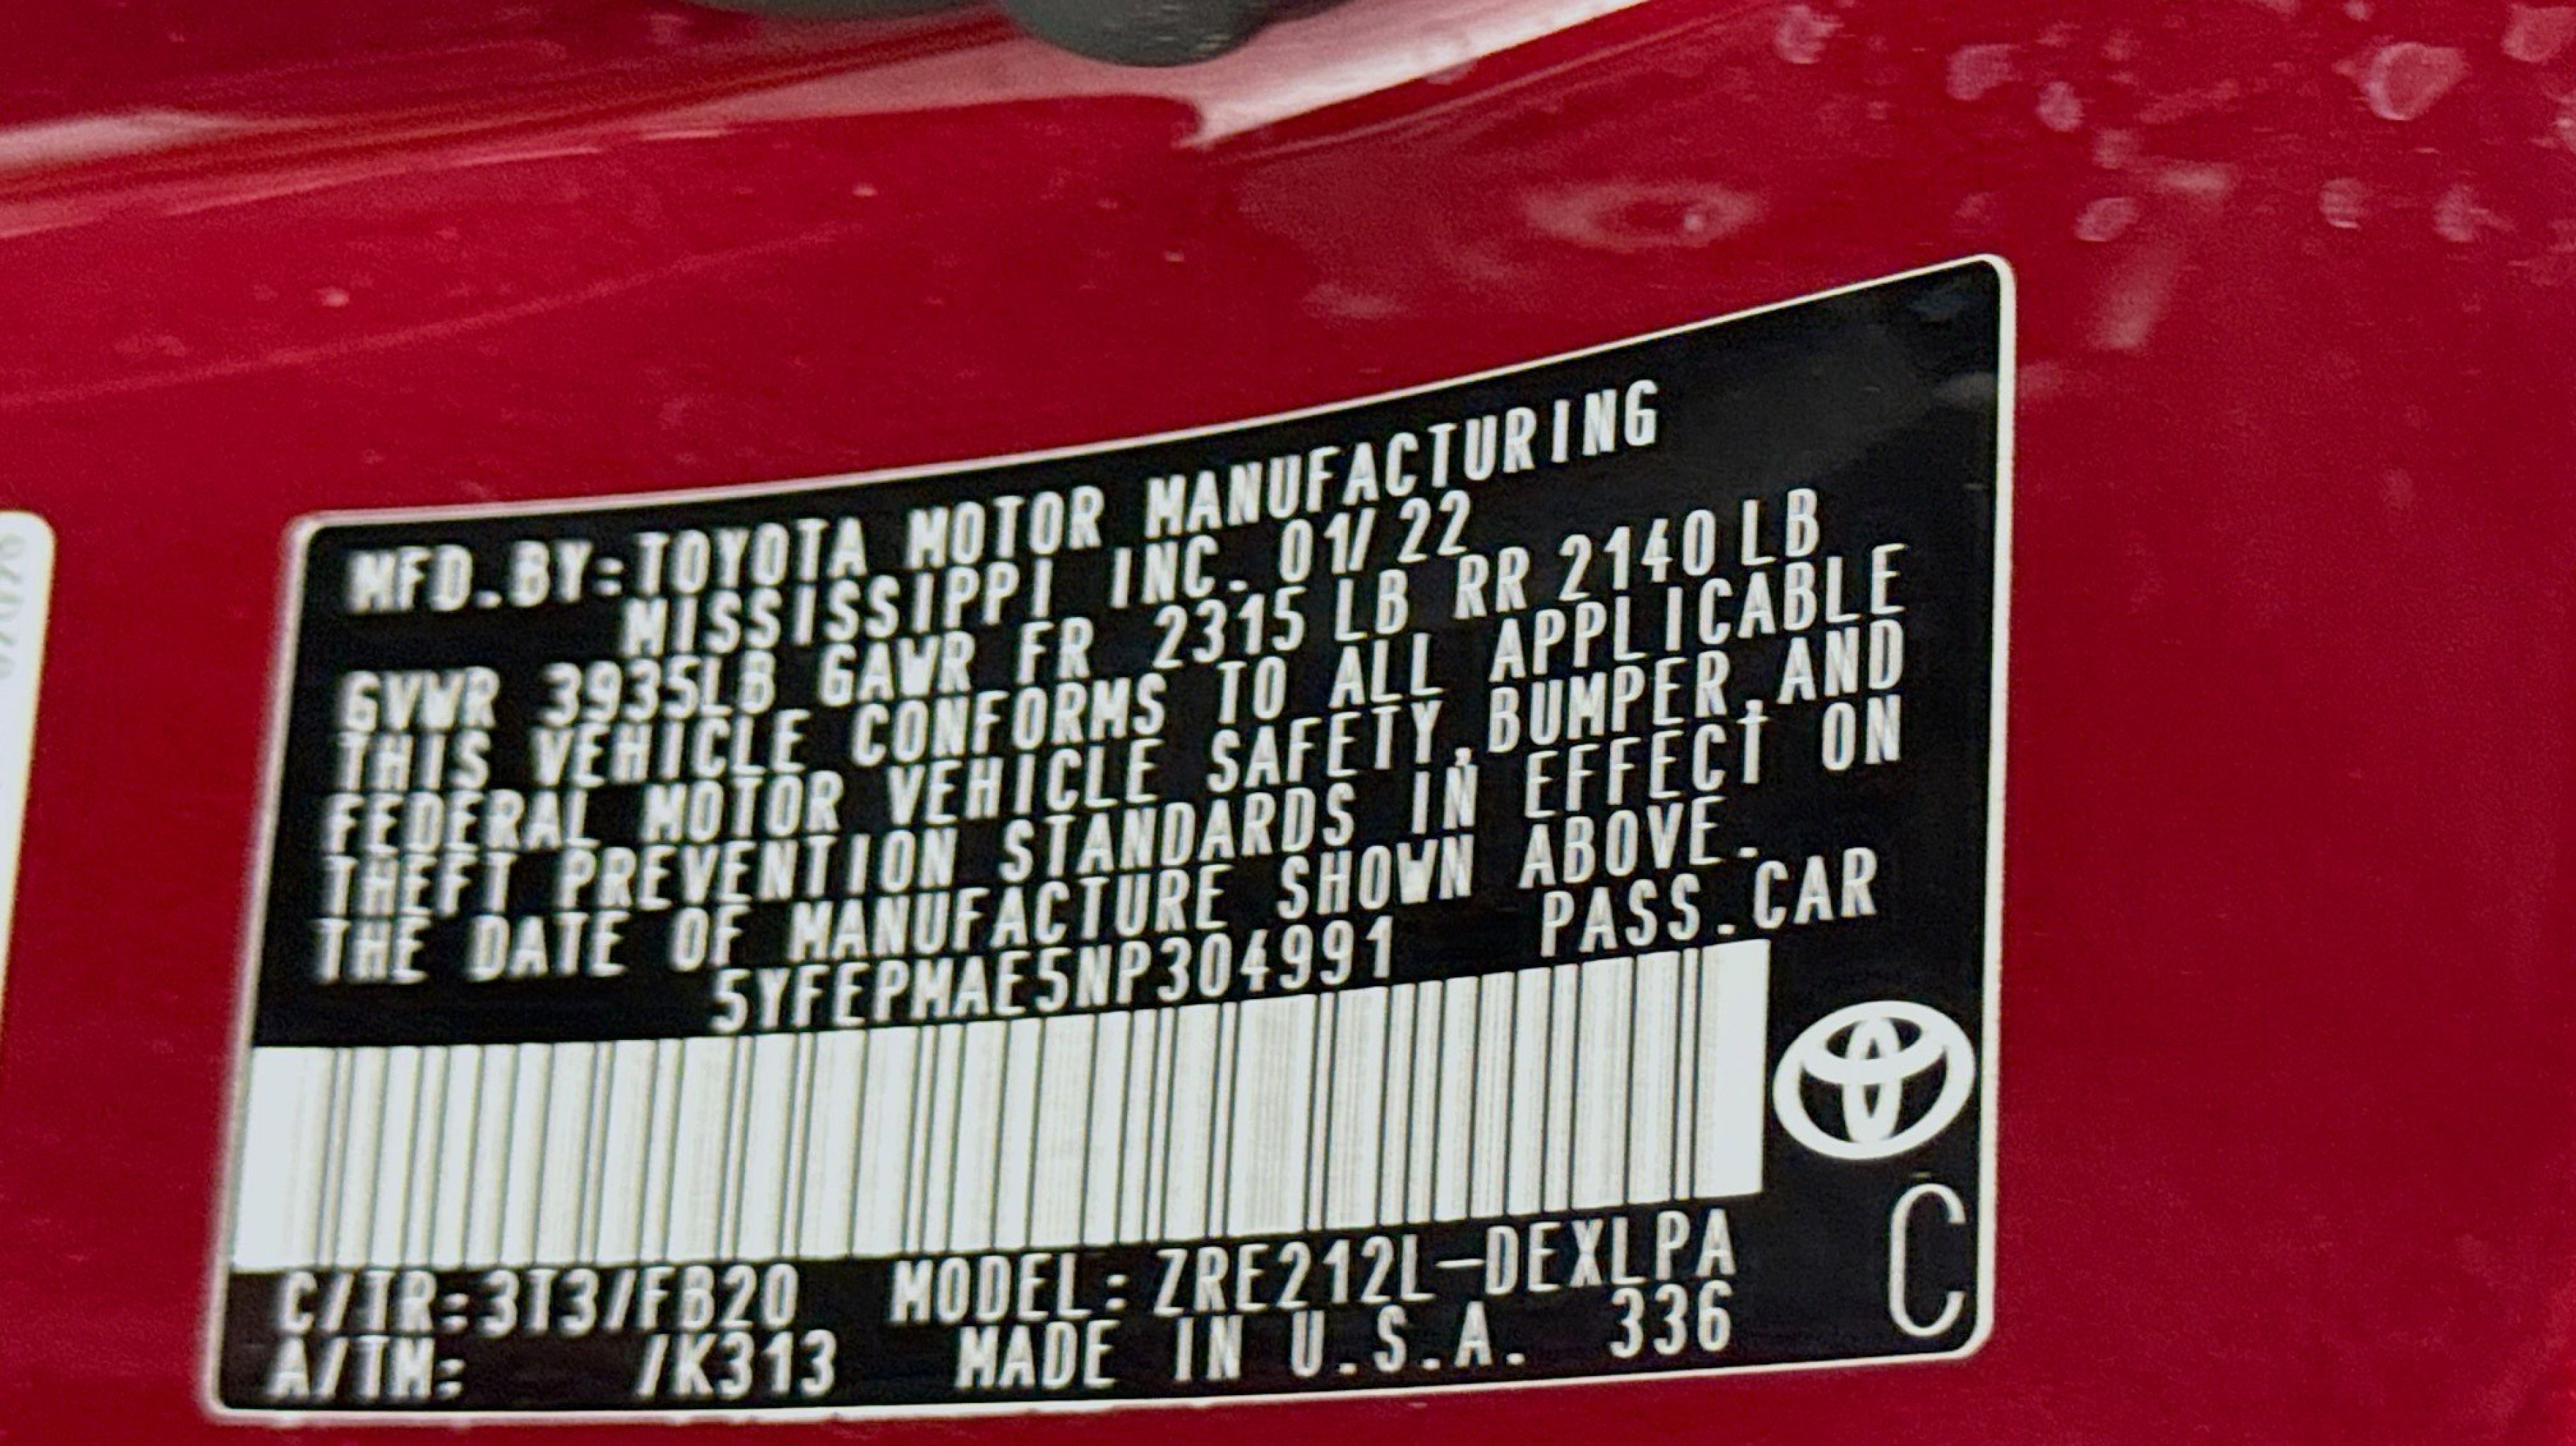 MFD.BY:TOYOTA MOTOR MANUFACTURING
MISSISSIPPI INC. 01/22
GVWR 3935LB GAWR FR 2315 LB RR 2140 LB
THIS VEHICLE CONFORMS TO ALL APPLICABLE
FEDERAL MOTOR VEHICLE SAFETY,BUMPER,AND
THEFT PREVENTION STANDARDS IN EFFECT ON
THE DATE OF MANUFACTURE SHOWN ABOVE.
5YFEPMAE5NP304991 PASS.CAR
C/TR:3T3/FB20 MODEL:ZRE212L-DEXLPA
A/TM: /K313 MADE IN U.S.A. 336
C